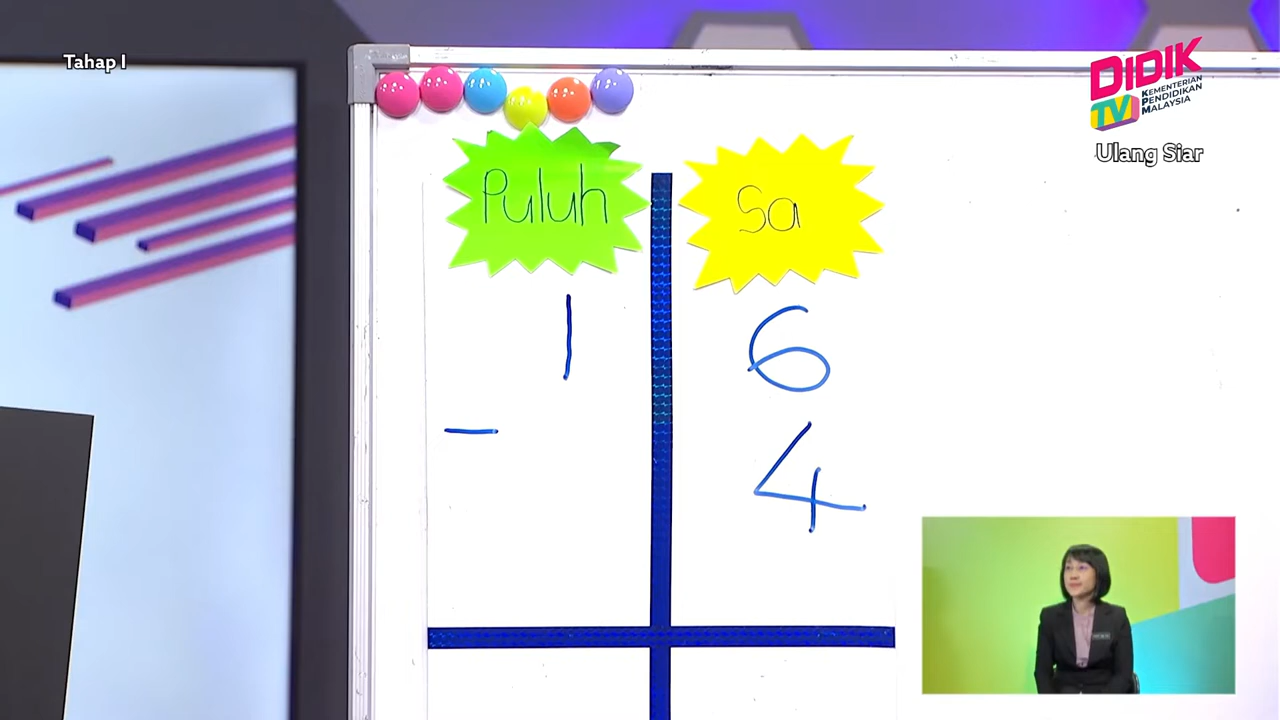 Tahap I
DIDIK
TV
KEMENTERIAN
PENDIDIKAN
MALAYSIA
Ulang Siar
Puluh Sa
1 6
- 4